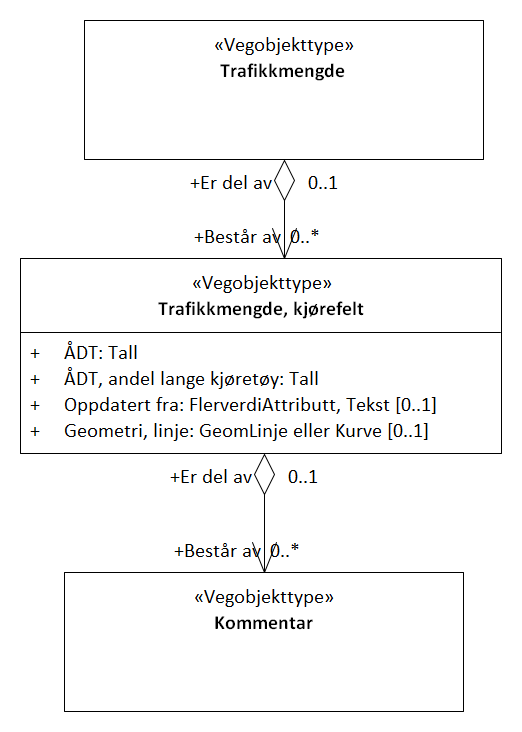 «Vegobjekttype»
Trafikkmengde
+Er del av 0..1
+Består av 0..*
«Vegobjekttype»
Trafikkmengde, kjørefelt
+ ÅDT: Tall
+ ÅDT, andel lange kjøretøy: Tall
+ Oppdatert fra: FlerverdiAttributt, Tekst [0..1]
+ Geometri, linje: GeomLinje eller Kurve [0..1]
+Er del av 0..1
+Består av 0..*
«Vegobjekttype»
Kommentar